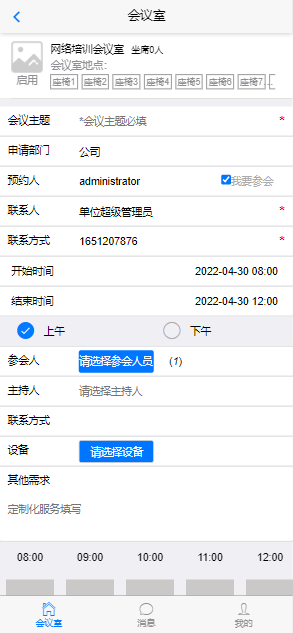 会议室
网络培训会议室 坐席0人
会议室地点:
启用
座椅1 座椅2 座椅3 座椅4 座椅5 座椅6 座椅7
会议主题 *会议主题必填 *
申请部门 公司
预约人 administrator 我要参会
联系人 单位超级管理员 *
联系方式 1651207876 *
开始时间 2022-04-30 08:00
结束时间 2022-04-30 12:00
上午 下午
参会人 请选择参会人员 (1)
主持人 请选择主持人
联系方式
设备 请选择设备
其他需求
定制化服务填写
08:00 09:00 10:00 11:00 12:00
会议室 消息 我的